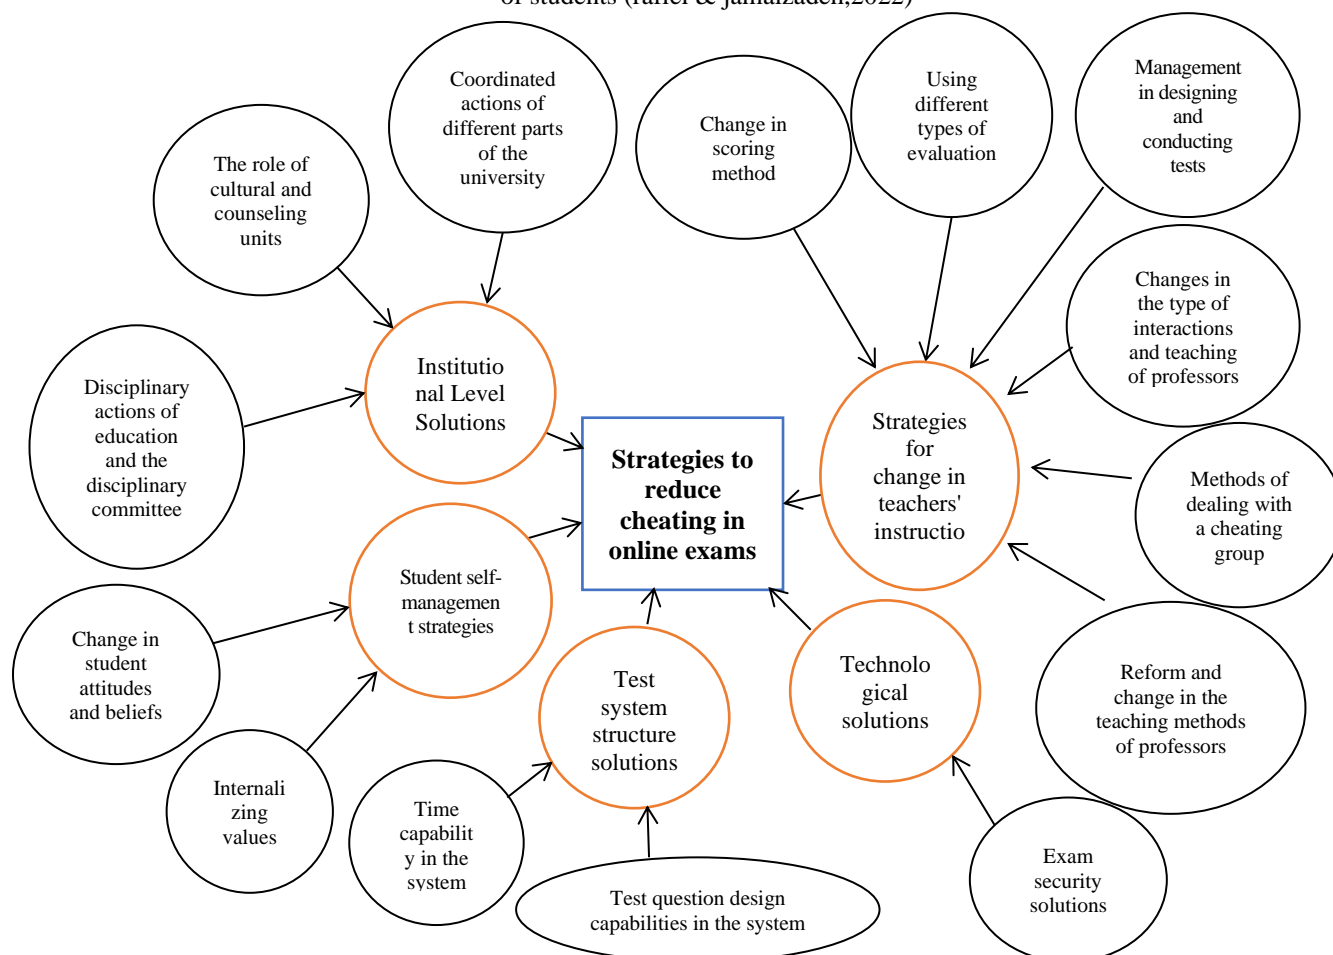 of students (rafiei & jamalzadeh,2022)
Coordinated
actions of
different parts
of the
university
Using
different
types of
evaluation
Management
in designing
and
conducting
tests
Change in
scoring
method
The role of
cultural and
counseling
units
Changes in
the type of
interactions
and teaching
of professors
Institutio
nal Level
Solutions
Disciplinary
actions of
education
and the
disciplinary
committee
Strategies
for
change in
teachers'
instructio
Strategies to
reduce
cheating in
online exams
Methods of
dealing with
a cheating
group
Student self-
managemen
t strategies
Change in
student
attitudes
and beliefs
Test
system
structure
solutions
Technolo
gical
solutions
Reform and
change in the
teaching methods
of professors
Internali
zing
values
Time
capabilit
y in the
system
Exam
security
solutions
Test question design
capabilities in the system